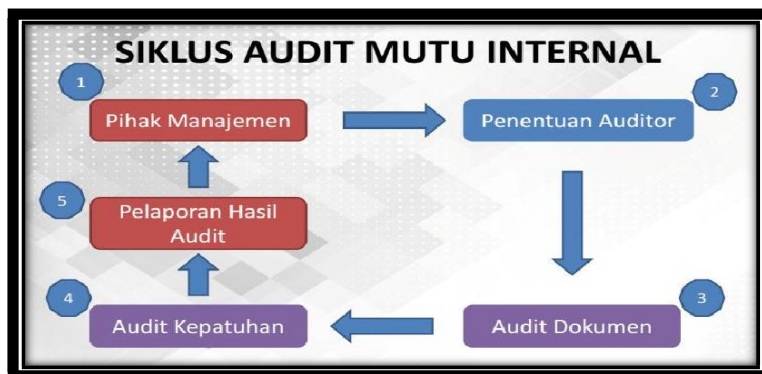 SIKLUS AUDIT MUTU INTERNAL
1
Pihak Manajemen
2
Penentuan Auditor
5
Pelaporan Hasil
Audit
4
Audit Kepatuhan
3
Audit Dokumen